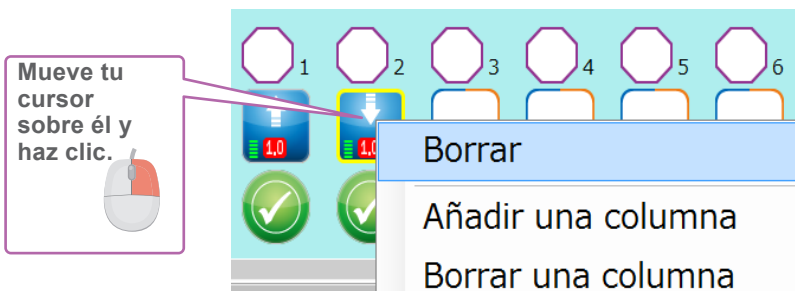 1 2 3 4 5 6
Mueve tu
cursor
sobre él y
haz clic.
1,0 1,0
Borrar
Añadir una columna
Borrar una columna